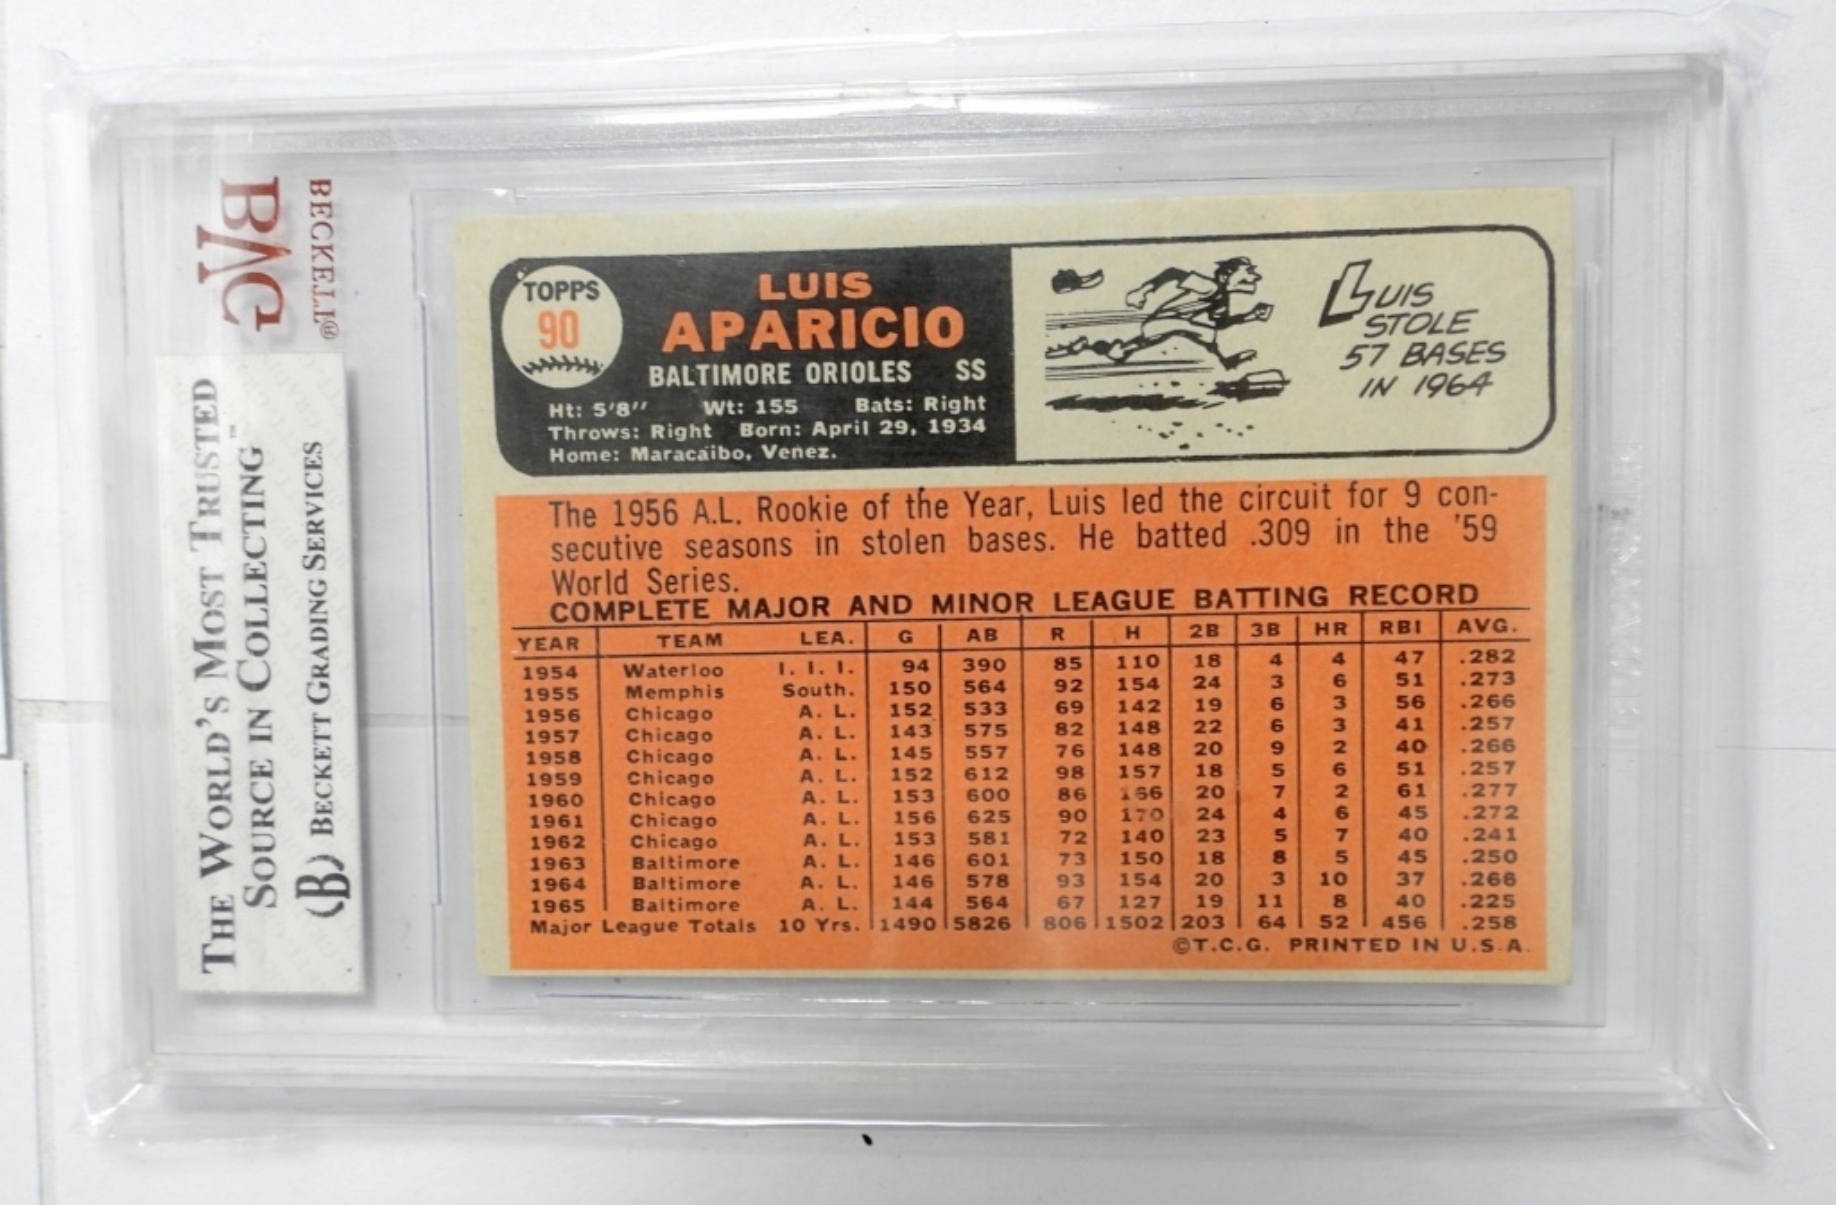 BVG
BECKETT®
THE WORLD'S MOST TRUSTED
SOURCE IN COLLECTING™
(B) BECKETT GRADING SERVICES
TOPPS
90
LUIS
APARICIO
BALTIMORE ORIOLES SS
Ht: 5'8'' Wt: 155 Bats: Right
Throws: Right Born: April 29, 1934
Home: Maracaibo, Venez.
LUIS
STOLE
57 BASES
IN 1964
The 1956 A.L. Rookie of the Year, Luis led the circuit for 9 con-
secutive seasons in stolen bases. He batted .309 in the '59
World Series.
COMPLETE MAJOR AND MINOR LEAGUE BATTING RECORD
YEAR TEAM LEA. G AB R H 2B 3B HR RBI AVG.
1954 Waterloo I. I. I. 94 390 85 110 18 4 4 47 .282
1955 Memphis South. 150 564 92 154 24 3 6 51 .273
1956 Chicago A. L. 152 533 69 142 19 6 3 56 .266
1957 Chicago A. L. 143 575 82 148 22 6 3 41 .257
1958 Chicago A. L. 145 557 76 148 20 9 2 40 .266
1959 Chicago A. L. 152 612 98 157 18 5 6 51 .257
1960 Chicago A. L. 153 600 86 166 20 7 2 61 .277
1961 Chicago A. L. 156 625 90 170 24 4 6 45 .272
1962 Chicago A. L. 153 581 72 140 23 5 7 40 .241
1963 Baltimore A. L. 146 601 73 150 18 8 5 45 .250
1964 Baltimore A. L. 146 578 93 154 20 3 10 37 .266
1965 Baltimore A. L. 144 564 67 127 19 11 8 40 .225
Major League Totals 10 Yrs. 1490 5826 806 1502 203 64 52 456 .258
©T.C.G. PRINTED IN U.S.A.